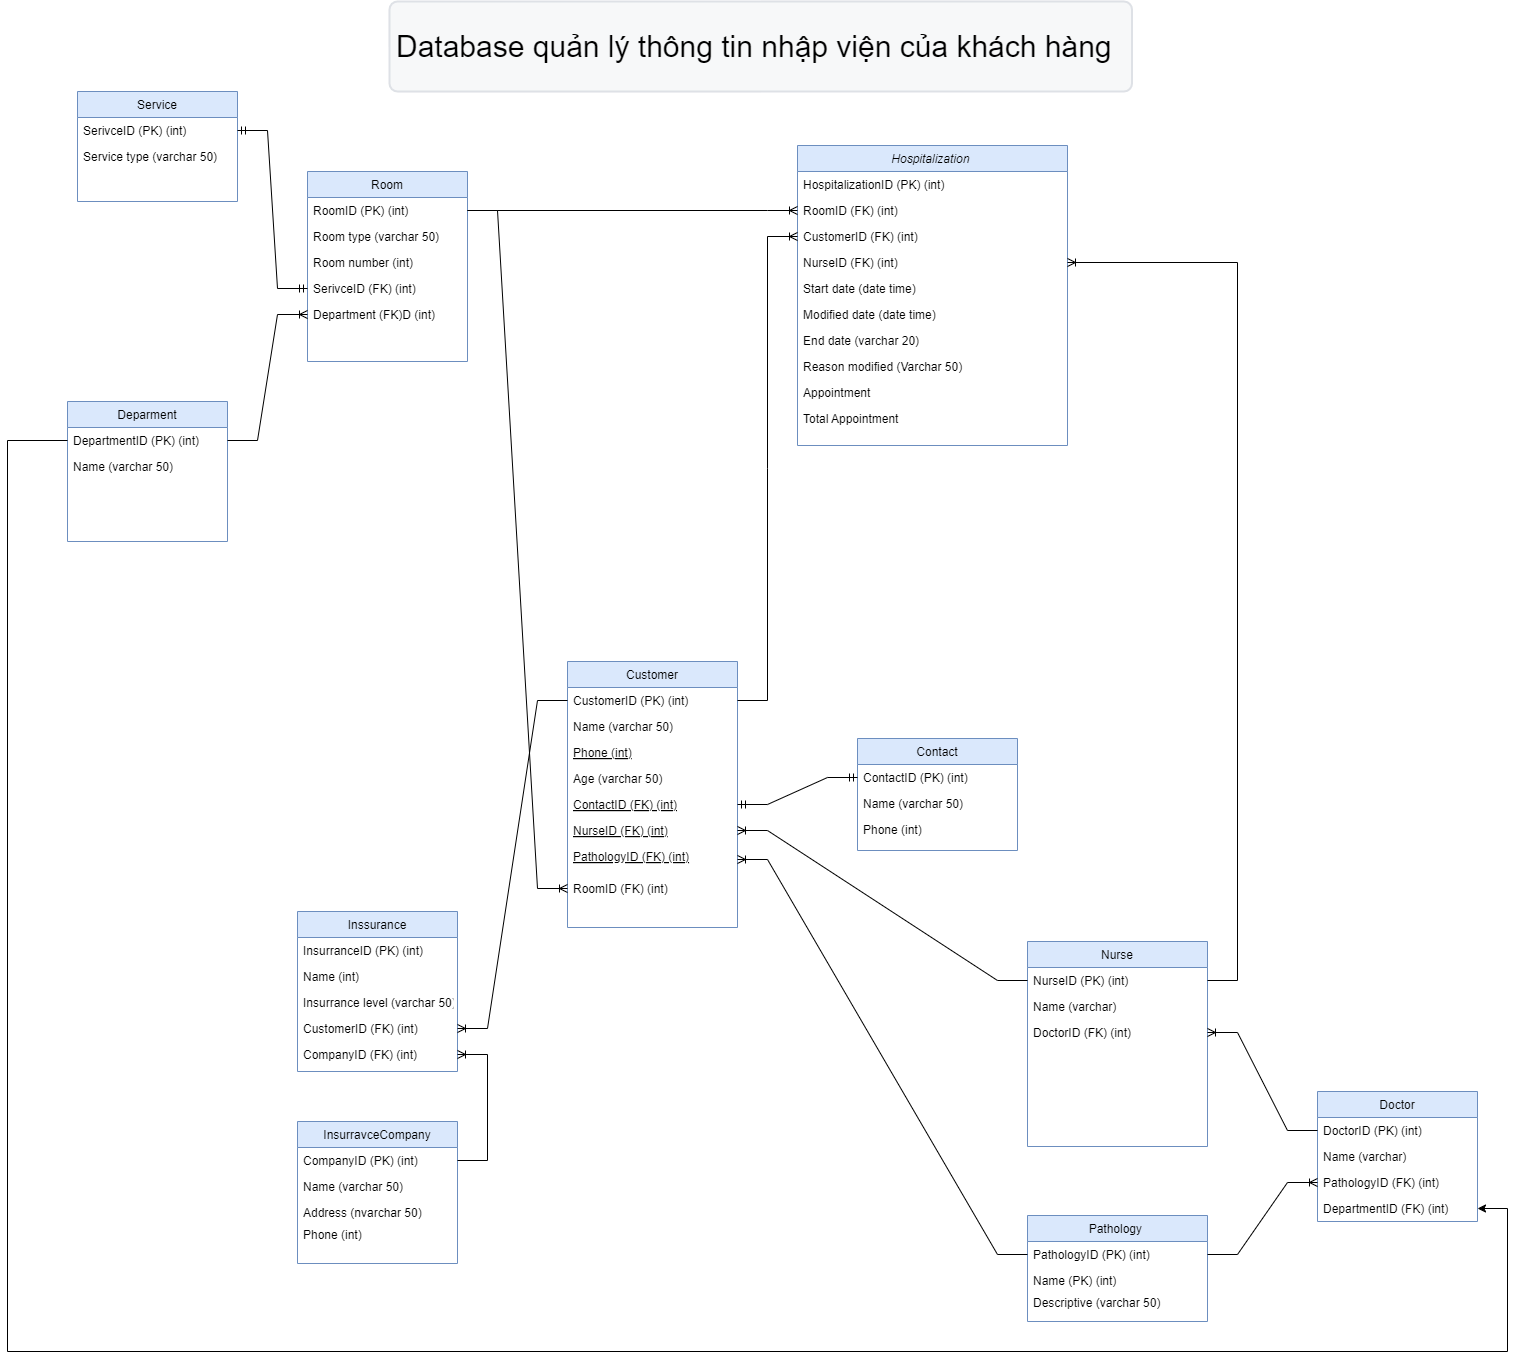 Database quản lý thông tin nhập viện của khách hàng
Service
SerivceID (PK) (int)
Service type (varchar 50)
Room
RoomID (PK) (int)
Room type (varchar 50)
Room number (int)
SerivceID (FK) (int)
Department (FK)D (int)
Hospitalization
HospitalizationID (PK) (int)
RoomID (FK) (int)
CustomerID (FK) (int)
NurseID (FK) (int)
Start date (date time)
Modified date (date time)
End date (varchar 20)
Reason modified (Varchar 50)
Appointment
Total Appointment
Deparment
DepartmentID (PK) (int)
Name (varchar 50)
Customer
CustomerID (PK) (int)
Name (varchar 50)
Phone (int)
Age (varchar 50)
ContactID (FK) (int)
NurseID (FK) (int)
PathologyID (FK) (int)
RoomID (FK) (int)
Contact
ContactID (PK) (int)
Name (varchar 50)
Phone (int)
Inssurance
InsurranceID (PK) (int)
Name (int)
Insurrance level (varchar 50)
CustomerID (FK) (int)
CompanyID (FK) (int)
InsurravceCompany
CompanyID (PK) (int)
Name (varchar 50)
Address (nvarchar 50)
Phone (int)
Nurse
NurseID (PK) (int)
Name (varchar)
DoctorID (FK) (int)
Doctor
DoctorID (PK) (int)
Name (varchar)
PathologyID (FK) (int)
DepartmentID (FK) (int)
Pathology
PathologyID (PK) (int)
Name (PK) (int)
Descriptive (varchar 50)